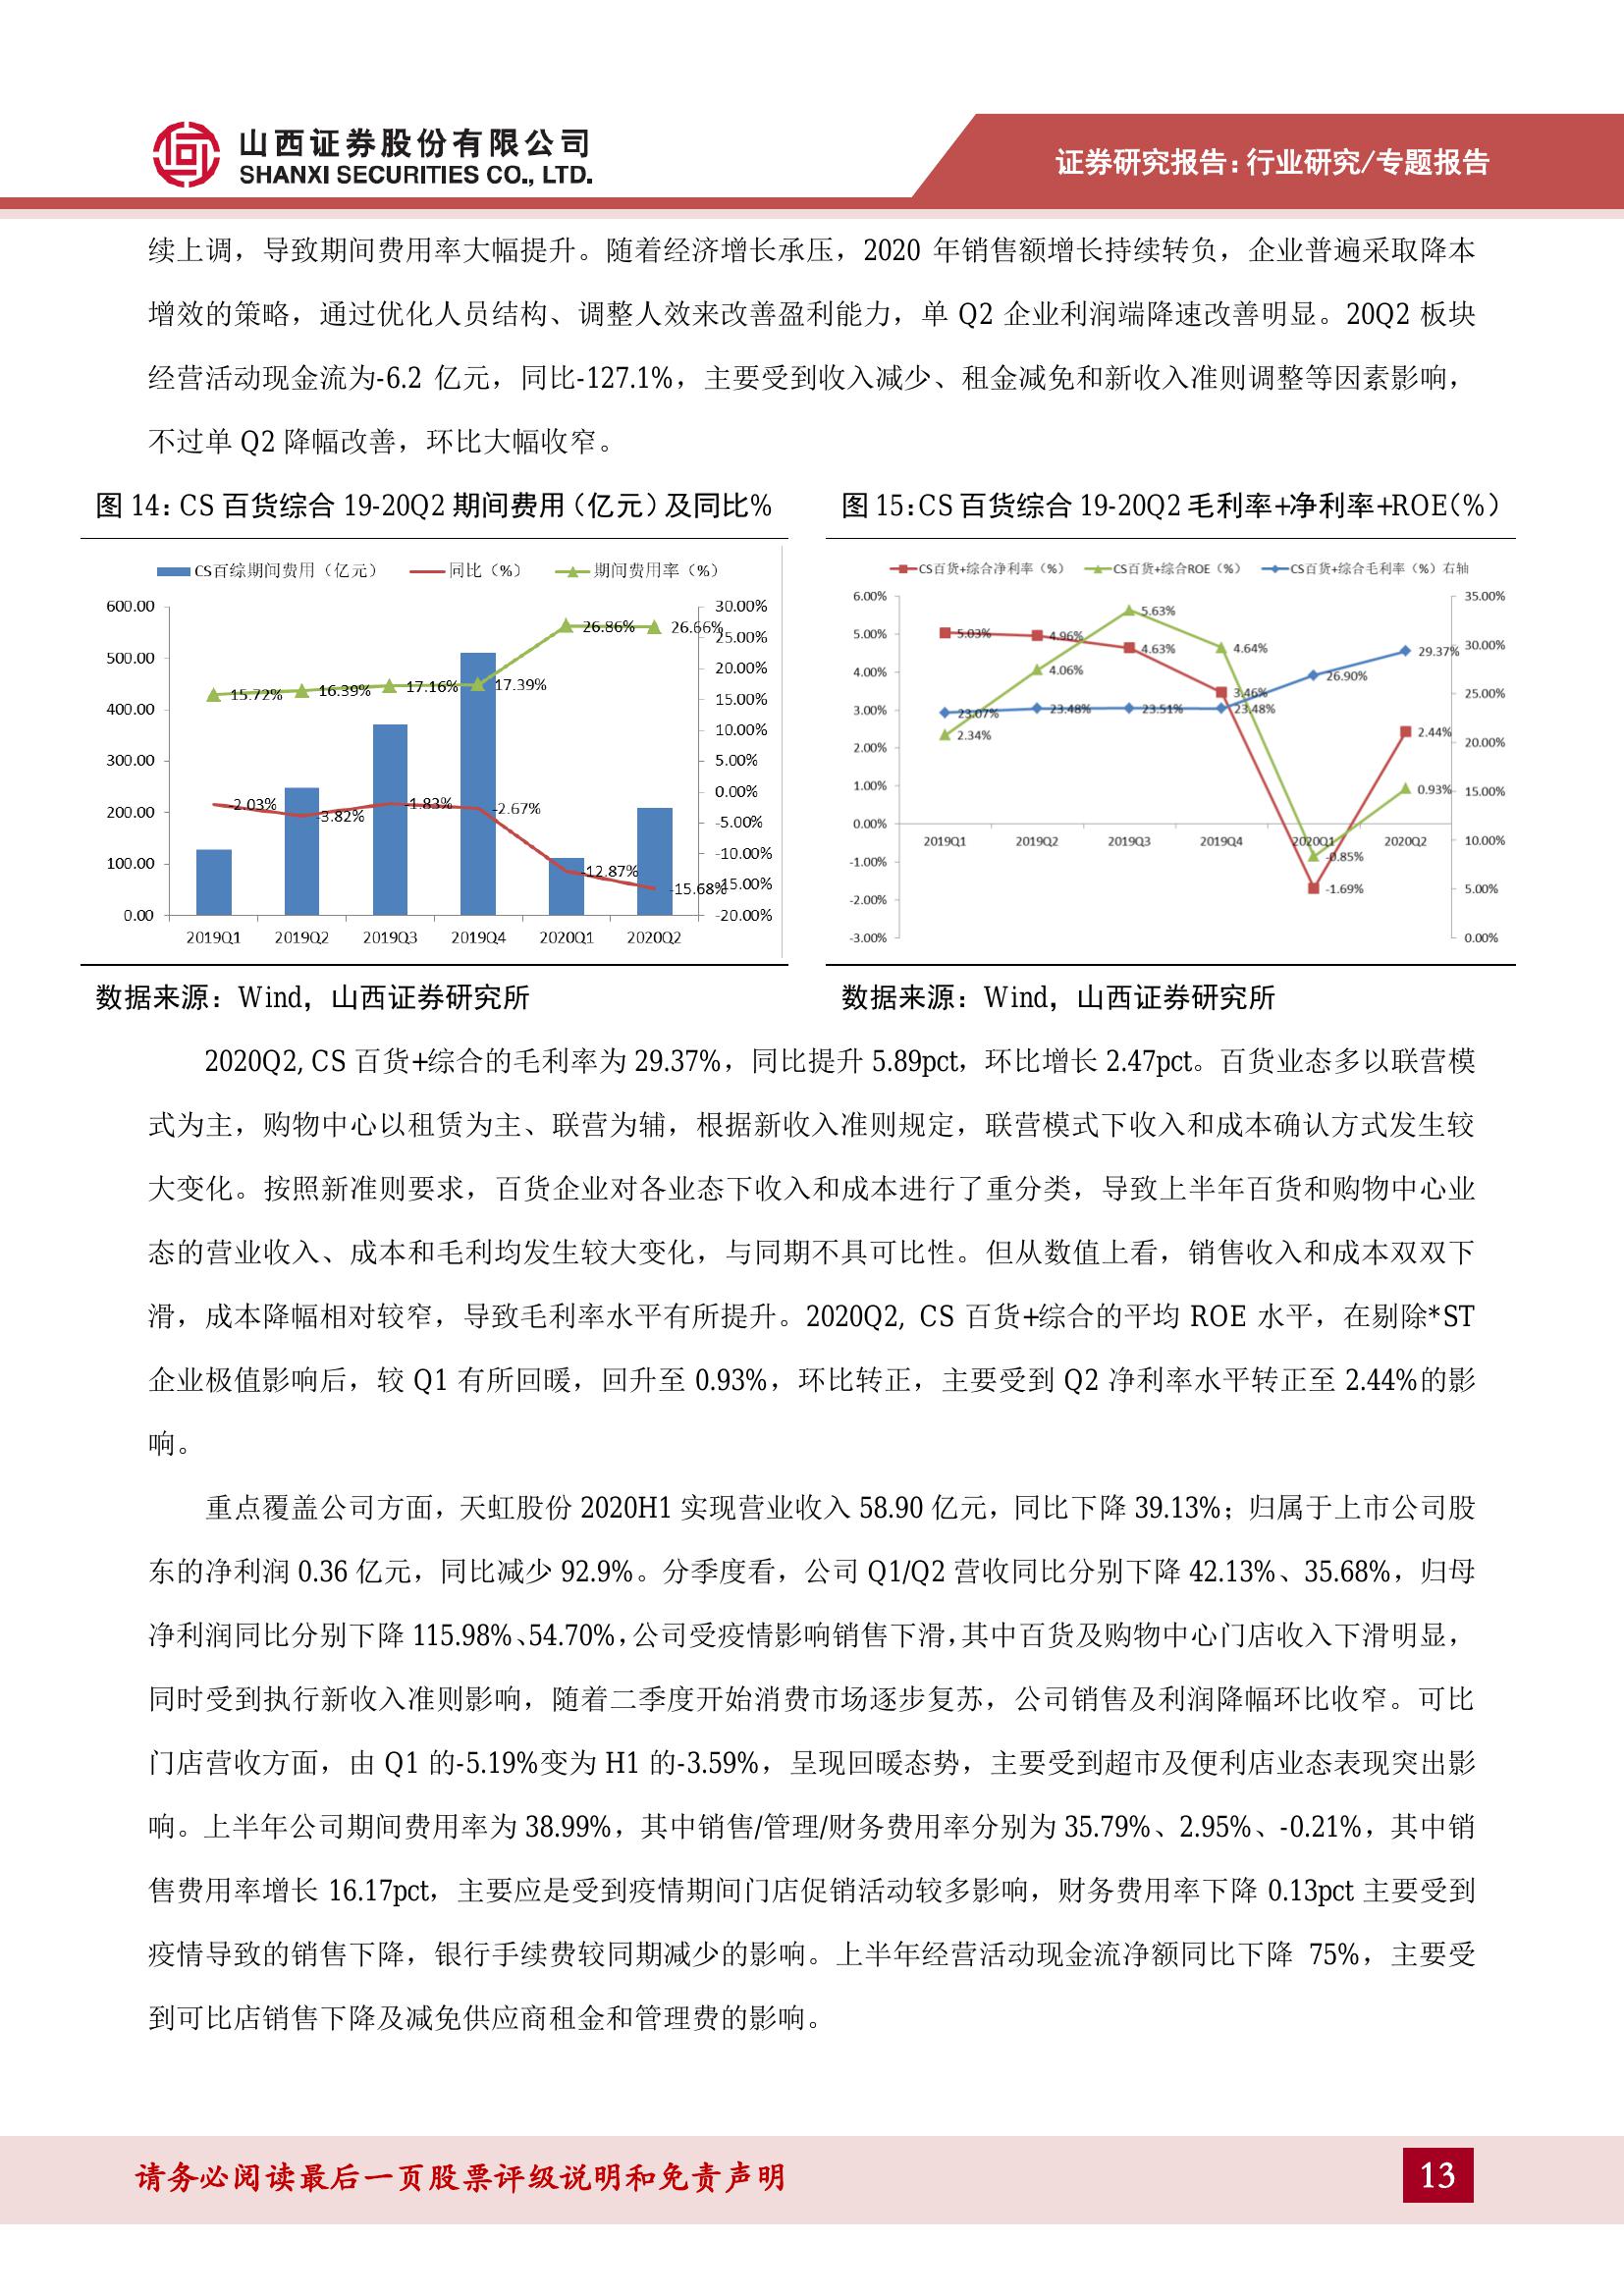 山西证券股份有限公司
SHANXI SECURITIES CO., LTD.
证券研究报告：行业研究/专题报告
续上调，导致期间费用率大幅提升。随着经济增长承压，2020 年销售额增长持续转负，企业普遍采取降本
增效的策略，通过优化人员结构、调整人效来改善盈利能力，单 Q2 企业利润端降速改善明显。20Q2 板块
经营活动现金流为-6.2 亿元，同比-127.1%，主要受到收入减少、租金减免和新收入准则调整等因素影响，
不过单 Q2 降幅改善，环比大幅收窄。
图 14：CS 百货综合 19-20Q2 期间费用（亿元）及同比%
CS百综期间费用（亿元） 同比（%） 期间费用率（%）
600.00
500.00
400.00
300.00
200.00
100.00
0.00
30.00%
25.00%
20.00%
15.00%
10.00%
5.00%
0.00%
-5.00%
-10.00%
-15.00%
-20.00%
15.72% 16.39% 17.16% 17.39% 26.86% 26.66%
-2.03% -3.82% -1.83% -2.67% -12.87% -15.68%
2019Q1 2019Q2 2019Q3 2019Q4 2020Q1 2020Q2
数据来源：Wind，山西证券研究所
图 15：CS 百货综合 19-20Q2 毛利率+净利率+ROE（%）
CS百货+综合净利率（%） CS百货+综合ROE（%） CS百货+综合毛利率（%）右轴
6.00%
5.00%
4.00%
3.00%
2.00%
1.00%
0.00%
-1.00%
-2.00%
-3.00%
35.00%
30.00%
25.00%
20.00%
15.00%
10.00%
5.00%
0.00%
5.03% 4.96% 4.63% 3.46% -1.69% 2.44%
2.34% 4.06% 5.63% 4.64% -0.85% 0.93%
23.07% 23.48% 23.51% 23.48% 26.90% 29.37%
2019Q1 2019Q2 2019Q3 2019Q4 2020Q1 2020Q2
数据来源：Wind，山西证券研究所
2020Q2, CS 百货+综合的毛利率为 29.37%，同比提升 5.89pct，环比增长 2.47pct。百货业态多以联营模
式为主，购物中心以租赁为主、联营为辅，根据新收入准则规定，联营模式下收入和成本确认方式发生较
大变化。按照新准则要求，百货企业对各业态下收入和成本进行了重分类，导致上半年百货和购物中心业
态的营业收入、成本和毛利均发生较大变化，与同期不具可比性。但从数值上看，销售收入和成本双双下
滑，成本降幅相对较窄，导致毛利率水平有所提升。2020Q2, CS 百货+综合的平均 ROE 水平，在剔除*ST
企业极值影响后，较 Q1 有所回暖，回升至 0.93%，环比转正，主要受到 Q2 净利率水平转正至 2.44%的影
响。
重点覆盖公司方面，天虹股份 2020H1 实现营业收入 58.90 亿元，同比下降 39.13%；归属于上市公司股
东的净利润 0.36 亿元，同比减少 92.9%。分季度看，公司 Q1/Q2 营收同比分别下降 42.13%、35.68%，归母
净利润同比分别下降 115.98%、54.70%，公司受疫情影响销售下滑，其中百货及购物中心门店收入下滑明显，
同时受到执行新收入准则影响，随着二季度开始消费市场逐步复苏，公司销售及利润降幅环比收窄。可比
门店营收方面，由 Q1 的-5.19%变为 H1 的-3.59%，呈现回暖态势，主要受到超市及便利店业态表现突出影
响。上半年公司期间费用率为 38.99%，其中销售/管理/财务费用率分别为 35.79%、2.95%、-0.21%，其中销
售费用率增长 16.17pct，主要应是受到疫情期间门店促销活动较多影响，财务费用率下降 0.13pct 主要受到
疫情导致的销售下降，银行手续费较同期减少的影响。上半年经营活动现金流净额同比下降 75%，主要受
到可比店销售下降及减免供应商租金和管理费的影响。
请务必阅读最后一页股票评级说明和免责声明
13